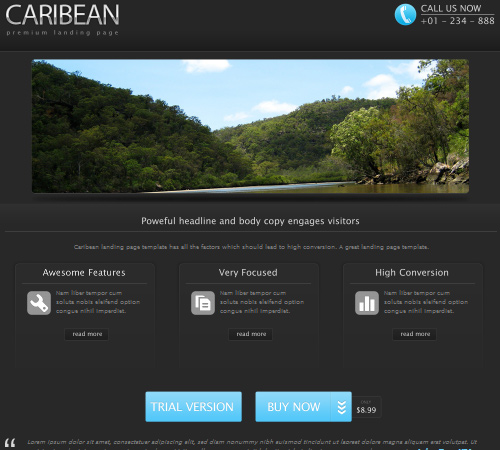 CARIBEAN
premium landing page
CALL US NOW
+01 - 234 - 888
Poweful headline and body copy engages visitors
Caribean landing page template has all the factors which should lead to high conversion. A great landing page template.
Awesome Features
Nam liber tempor cum
soluta nobis eleifend option
congue nihil imperdiet.
read more
Very Focused
Nam liber tempor cum
soluta nobis eleifend option
congue nihil imperdiet.
read more
High Conversion
Nam liber tempor cum
soluta nobis eleifend option
congue nihil imperdiet.
read more
TRIAL VERSION
BUY NOW
$8.99
Lorem ipsum dolor sit amet, consectetuer adipiscing elit, sed diam nonummy nibh euismod tincidunt ut laoreet dolore magna aliquam erat volutpat. Ut